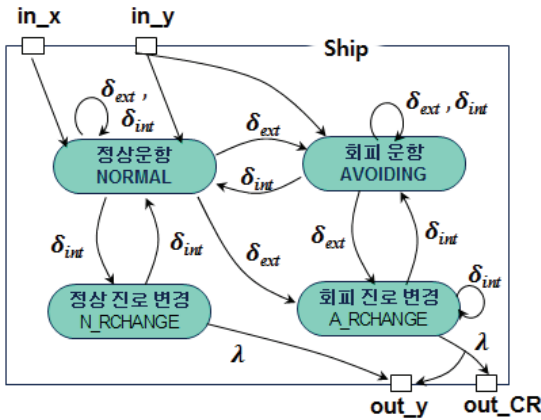 in_x
in_y
Ship
δext ,
δint
δext
δext , δint
정상운항
NORMAL
회피 운항
AVOIDING
δint
δint
δint
δext
δext
δint
δint
정상 진로 변경
N_RCHANGE
회피 진로 변경
A_RCHANGE
λ
λ
out_y
out_CR